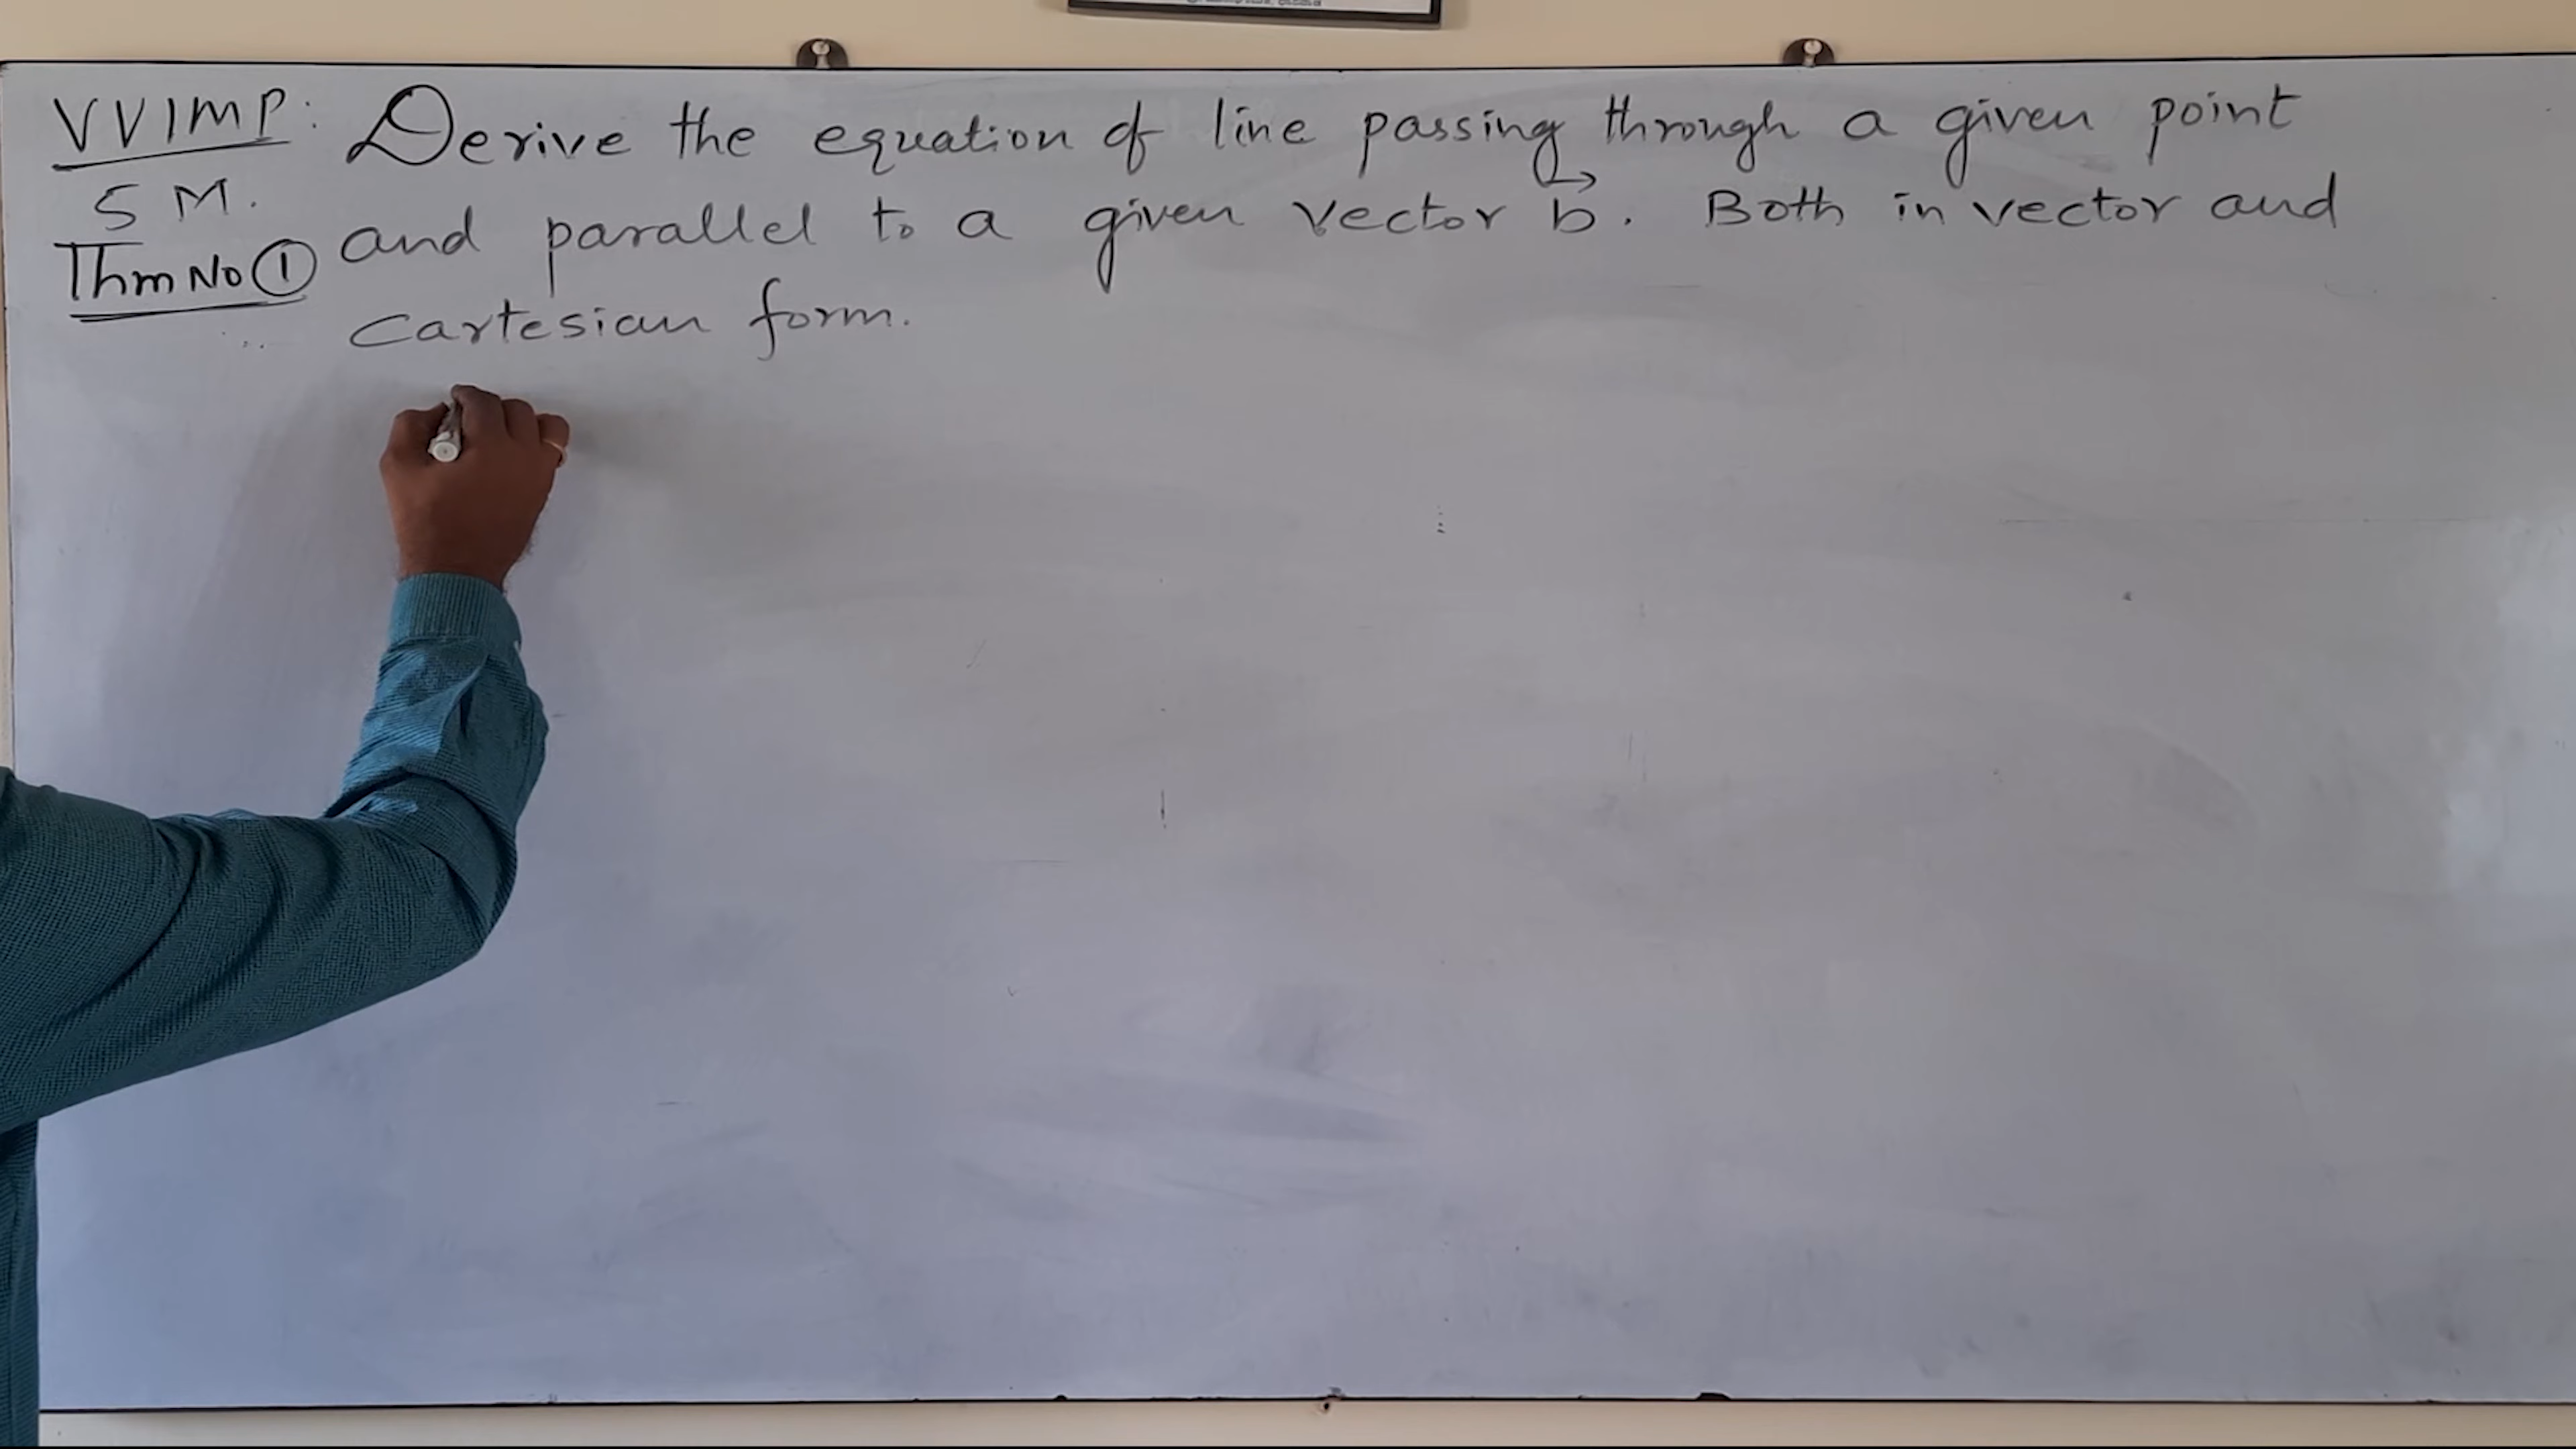 VVIMP: Derive the equation of line passing through a given point
5 M.
and parallel to a given vector b⃗. Both in vector and
Thm No ①
cartesian form.